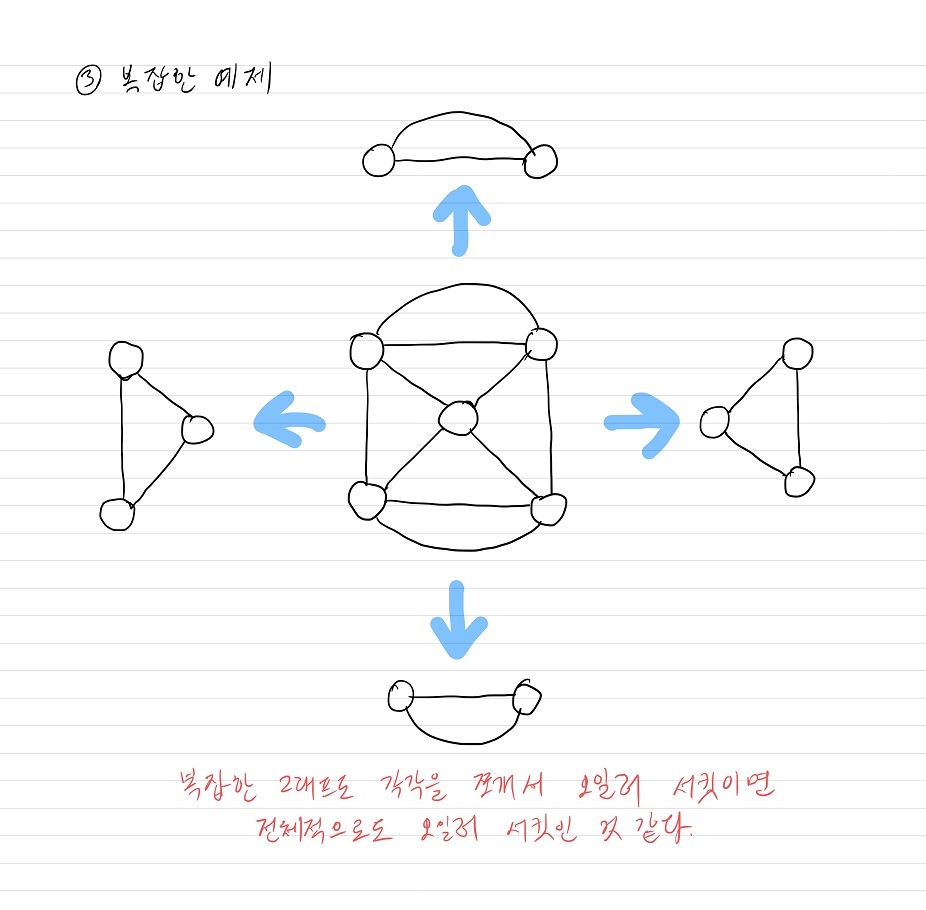 ③ 복잡한 예제
복잡한 그래프도 각각을 쪼개서 오일러 서킷이면
전체적으로도 오일러 서킷인 것 같다.